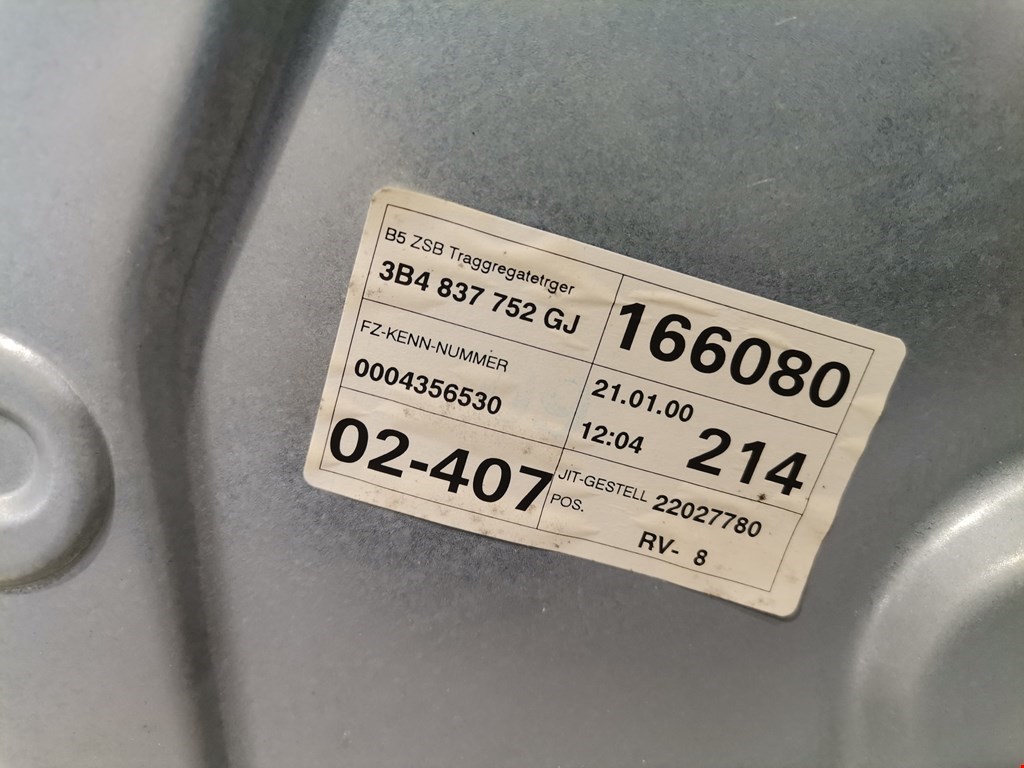 B5 ZSB Traggregatetrger
3B4 837 752 GJ
166080
FZ-KENN-NUMMER
0004356530
21.01.00
12:04
214
02-407
JIT-GESTELL 22027780
POS.
RV- 8